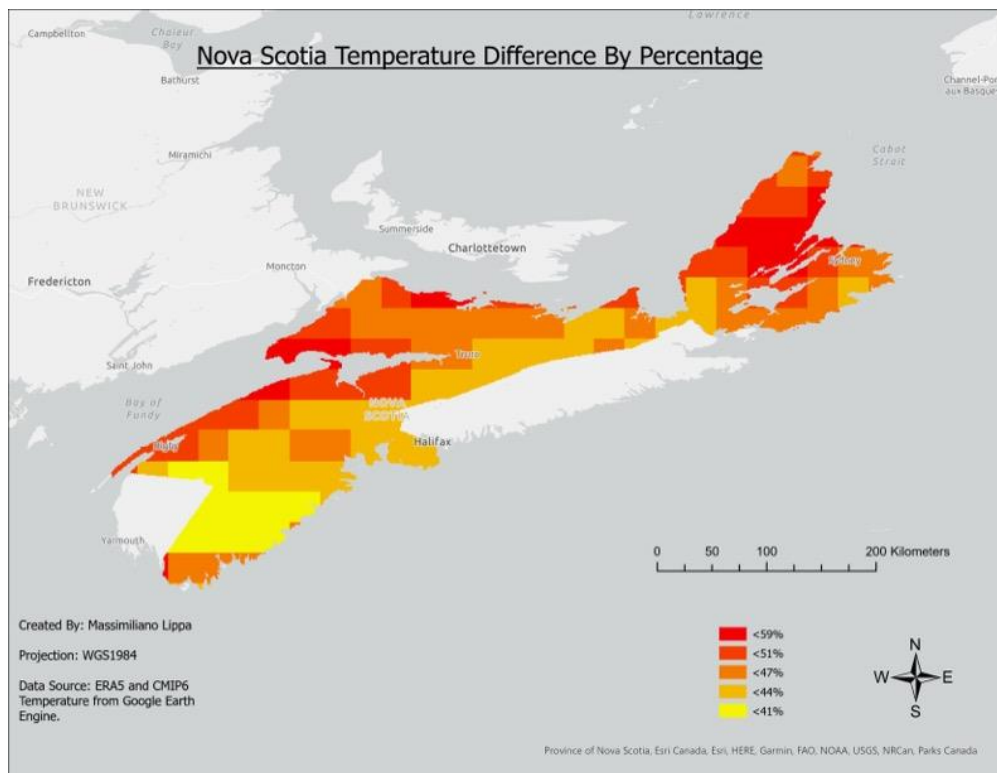 Lawrence
Campbellton
Chaleur
Bay
Nova Scotia Temperature Difference By Percentage
Bathurst
Channel-Por
aux Basque
Miramichi
Cabot
Strait
NEW
BRUNSWICK
Summerside
Charlottetown
Moncton
Fredericton
Sydney
Truro
Saint John
Bay of
Fundy
NOVA
SCOTIA
Halifax
Digby
Yarmouth
0 50 100 200 Kilometers
Created By: Massimiliano Lippa
Projection: WGS1984
Data Source: ERA5 and CMIP6
Temperature from Google Earth
Engine.
<59%
<51%
<47%
<44%
<41%
N
W E
S
Province of Nova Scotia, Esri Canada, Esri, HERE, Garmin, FAO, NOAA, USGS, NRCan, Parks Canada